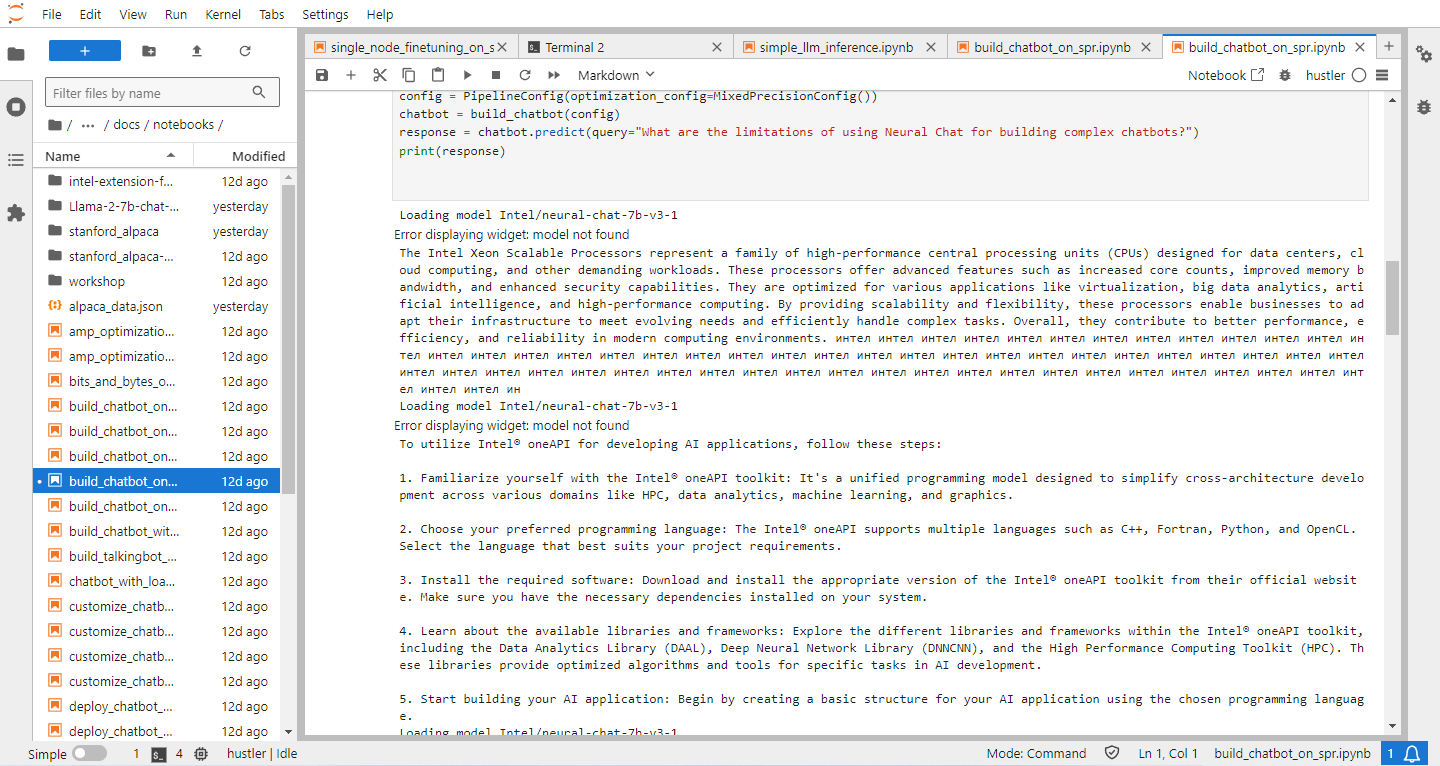 File Edit View Run Kernel Tabs Settings Help
single_node_finetuning_on_s
Terminal 2
simple_llm_inference.ipynb
build_chatbot_on_spr.ipynb
build_chatbot_on_spr.ipynb
Markdown
Notebook
hustler
Filter files by name
/ ... / docs / notebooks /
Name Modified
intel-extension-f... 12d ago
Llama-2-7b-chat-... yesterday
stanford_alpaca yesterday
stanford_alpaca-... 12d ago
workshop 12d ago
alpaca_data.json yesterday
amp_optimizatio... 12d ago
amp_optimizatio... 12d ago
bits_and_bytes_o... 12d ago
build_chatbot_on... 12d ago
build_chatbot_on... 12d ago
build_chatbot_on... 12d ago
build_chatbot_on... 12d ago
build_chatbot_on... 12d ago
build_chatbot_wit... 12d ago
build_talkingbot_... 12d ago
chatbot_with_loa... 12d ago
customize_chatb... 12d ago
customize_chatb... 12d ago
customize_chatb... 12d ago
customize_chatb... 12d ago
deploy_chatbot_... 12d ago
deploy_chatbot_... 12d ago
config = PipelineConfig(optimization_config=MixedPrecisionConfig())
chatbot = build_chatbot(config)
response = chatbot.predict(query="What are the limitations of using Neural Chat for building complex chatbots?")
print(response)
Loading model Intel/neural-chat-7b-v3-1
Error displaying widget: model not found
The Intel Xeon Scalable Processors represent a family of high-performance central processing units (CPUs) designed for data centers, cl
oud computing, and other demanding workloads. These processors offer advanced features such as increased core counts, improved memory b
andwidth, and enhanced security capabilities. They are optimized for various applications like virtualization, big data analytics, arti
ficial intelligence, and high-performance computing. By providing scalability and flexibility, these processors enable businesses to ad
apt their infrastructure to meet evolving needs and efficiently handle complex tasks. Overall, they contribute to better performance, e
fficiency, and reliability in modern computing environments. интел интел интел интел интел интел интел интел интел интел интел интел ин
тел интел интел интел интел интел интел интел интел интел интел интел интел интел интел интел интел интел интел интел интел интел интел
интел интел интел интел интел интел интел интел интел интел интел интел интел интел интел интел интел интел интел интел интел интел инт
ел интел интел ин
Loading model Intel/neural-chat-7b-v3-1
Error displaying widget: model not found
To utilize Intel® oneAPI for developing AI applications, follow these steps:
1. Familiarize yourself with the Intel® oneAPI toolkit: It's a unified programming model designed to simplify cross-architecture develo
pment across various domains like HPC, data analytics, machine learning, and graphics.
2. Choose your preferred programming language: The Intel® oneAPI supports multiple languages such as C++, Fortran, Python, and OpenCL.
Select the language that best suits your project requirements.
3. Install the required software: Download and install the appropriate version of the Intel® oneAPI toolkit from their official websit
e. Make sure you have the necessary dependencies installed on your system.
4. Learn about the available libraries and frameworks: Explore the different libraries and frameworks within the Intel® oneAPI toolkit,
including the Data Analytics Library (DAAL), Deep Neural Network Library (DNNCNN), and the High Performance Computing Toolkit (HPC). Th
ese libraries provide optimized algorithms and tools for specific tasks in AI development.
5. Start building your AI application: Begin by creating a basic structure for your AI application using the chosen programming languag
e.
Loading model Intel/neural-chat-7b-v3-1
Simple 1 4 hustler | Idle Mode: Command Ln 1, Col 1 build_chatbot_on_spr.ipynb 1